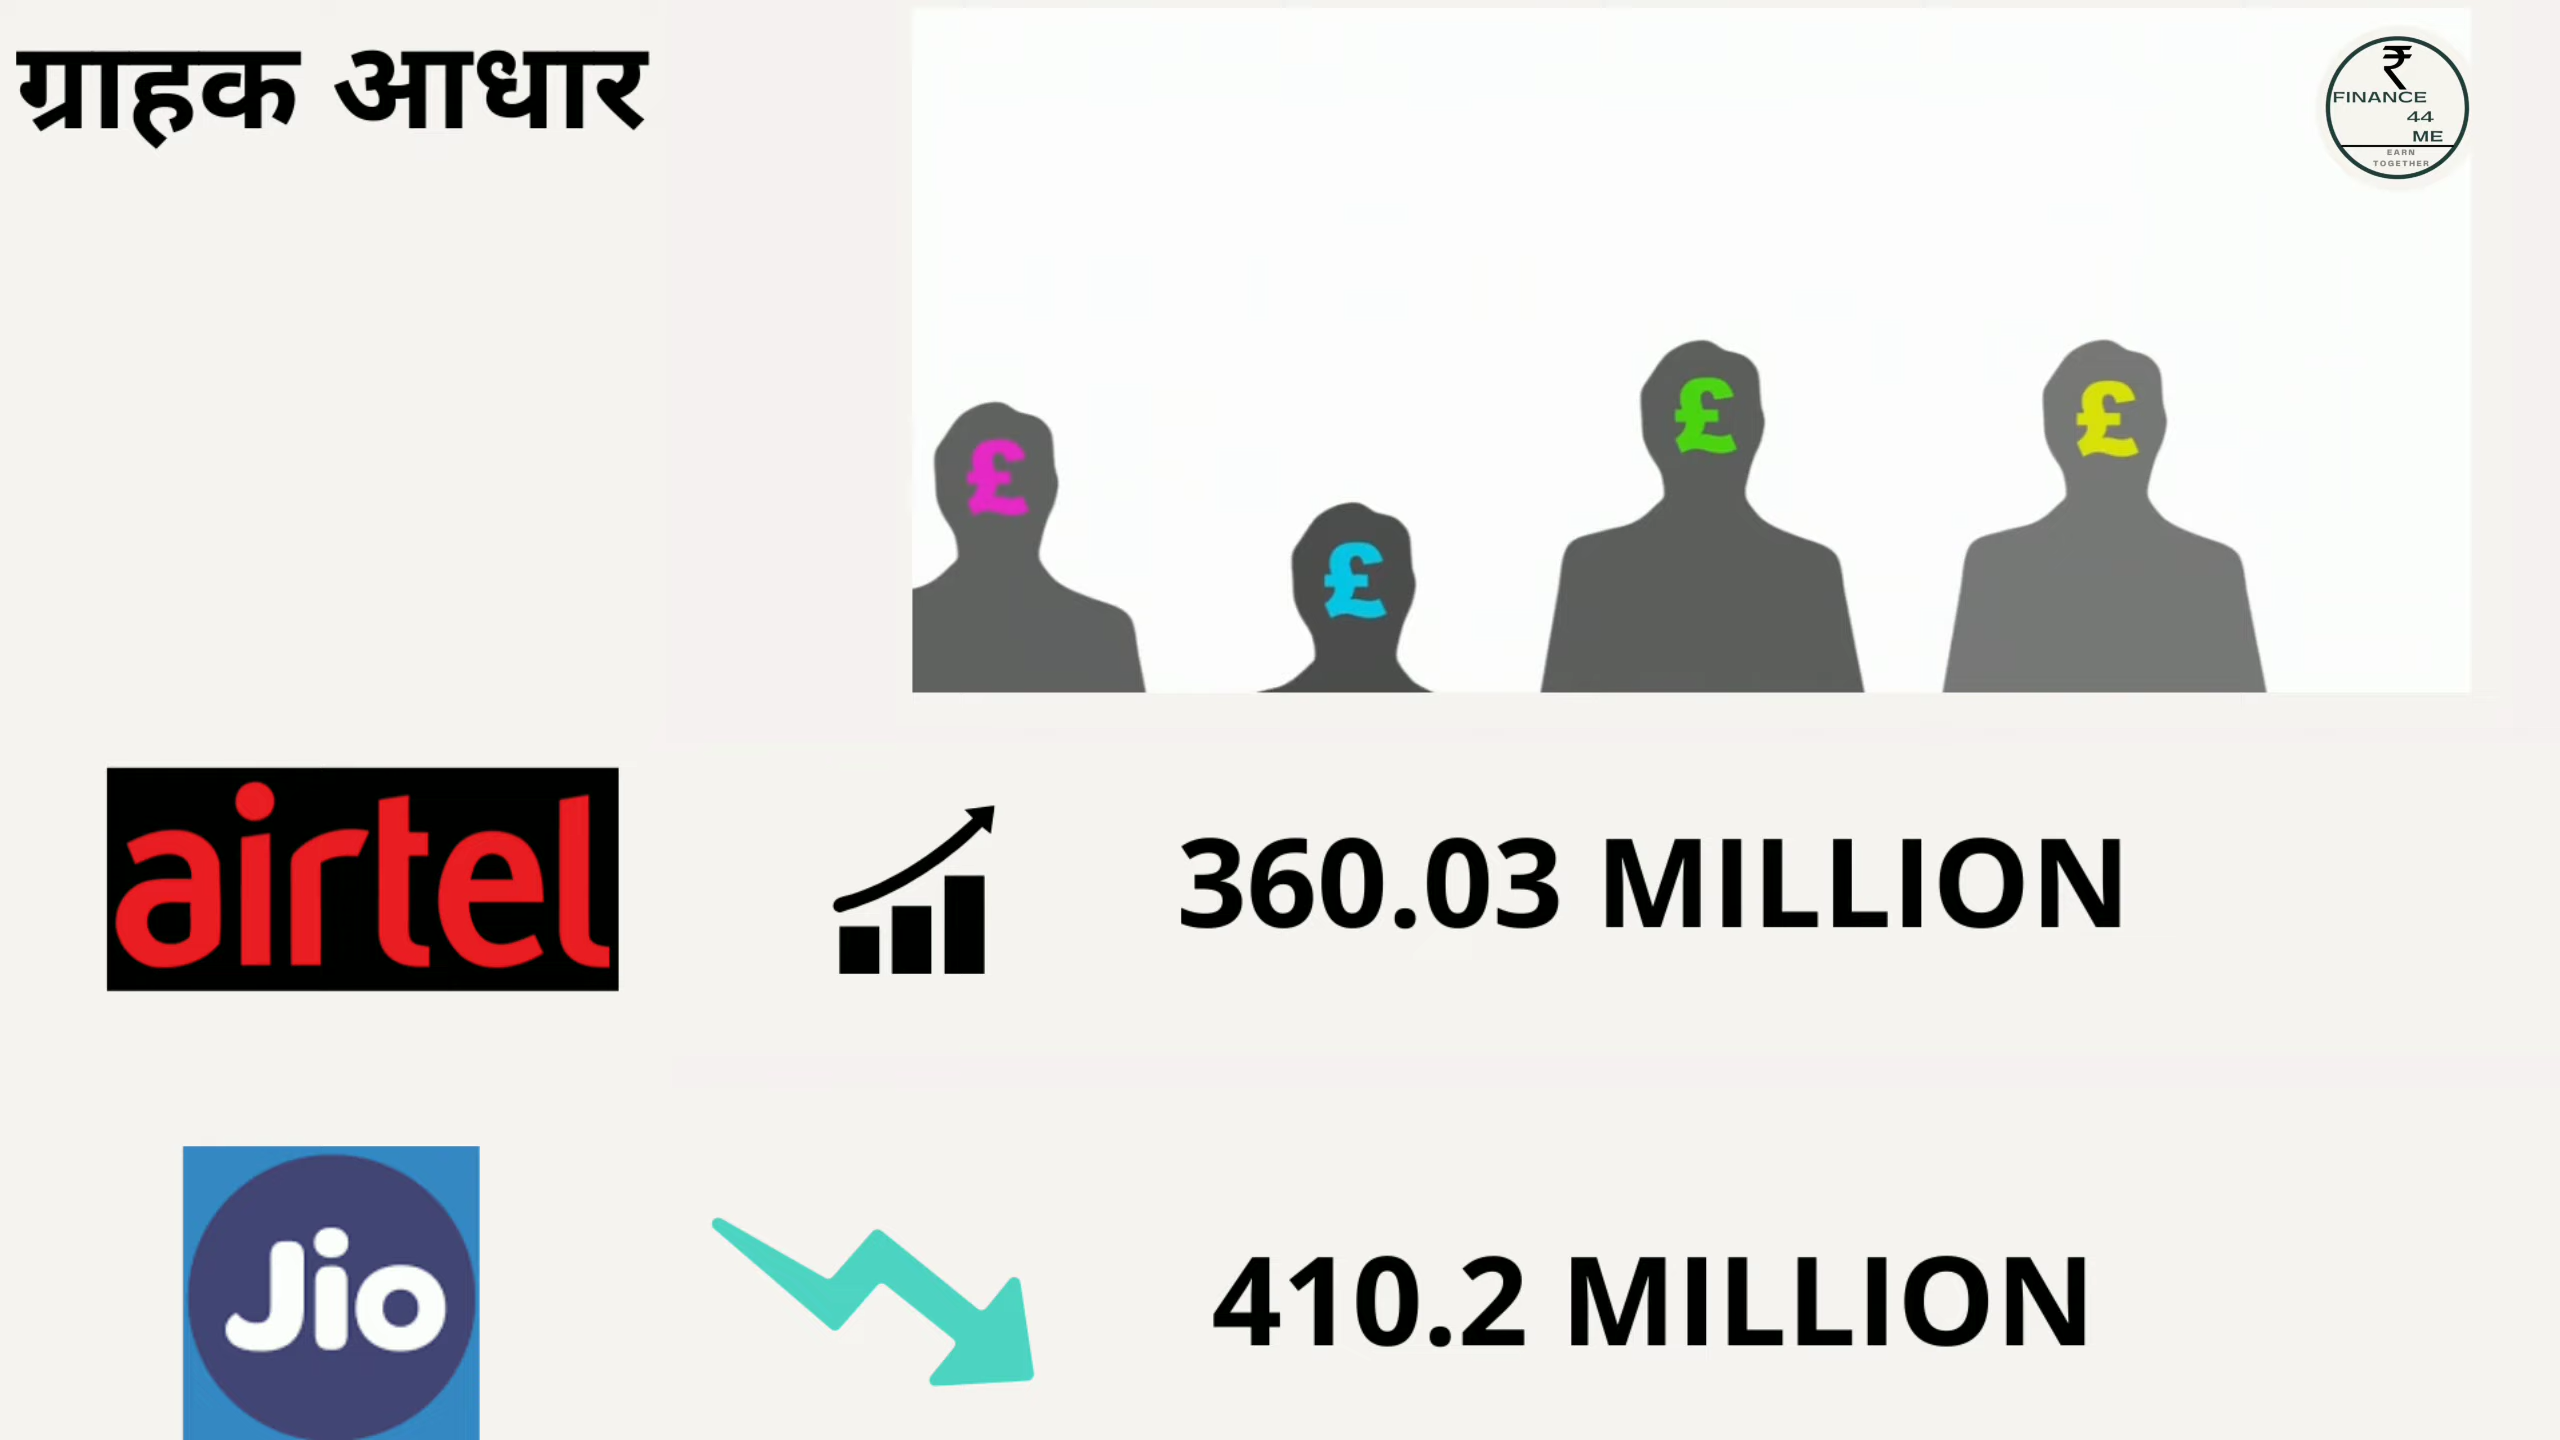 ग्राहक आधार
₹
FINANCE
44
ME
EARN
TOGETHER
£
£
£
£
airtel
360.03 MILLION
Jio
410.2 MILLION